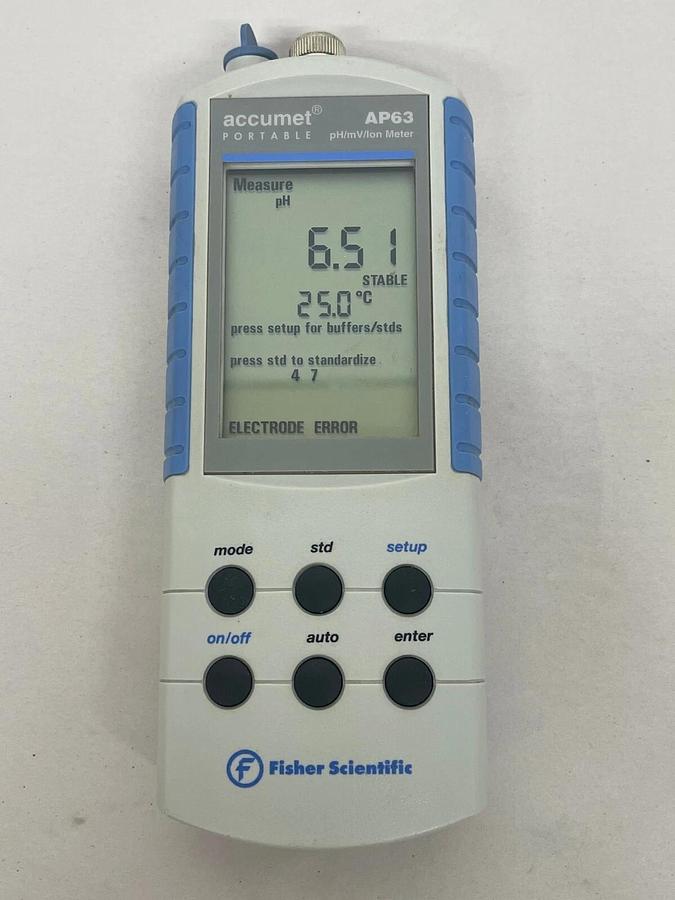 accumet® AP63
PORTABLE pH/mV/Ion Meter
Measure
pH
6.51
STABLE
25.0 °C
press setup for buffers/stds
press std to standardize
4 7
ELECTRODE ERROR
mode std setup
on/off auto enter
F Fisher Scientific